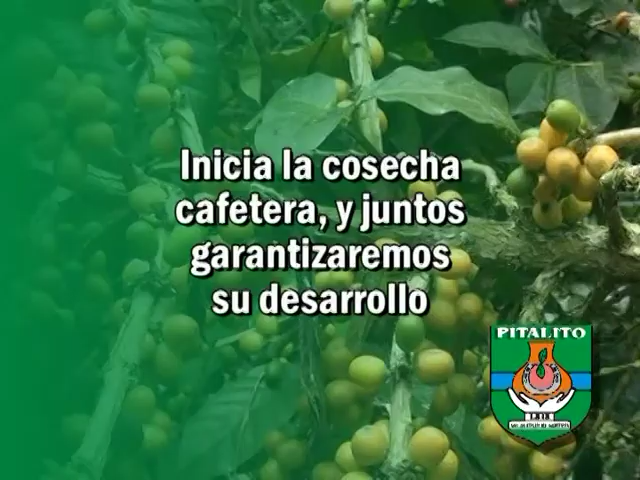 Inicia la cosecha
cafetera, y juntos
garantizaremos
su desarrollo
PITALITO